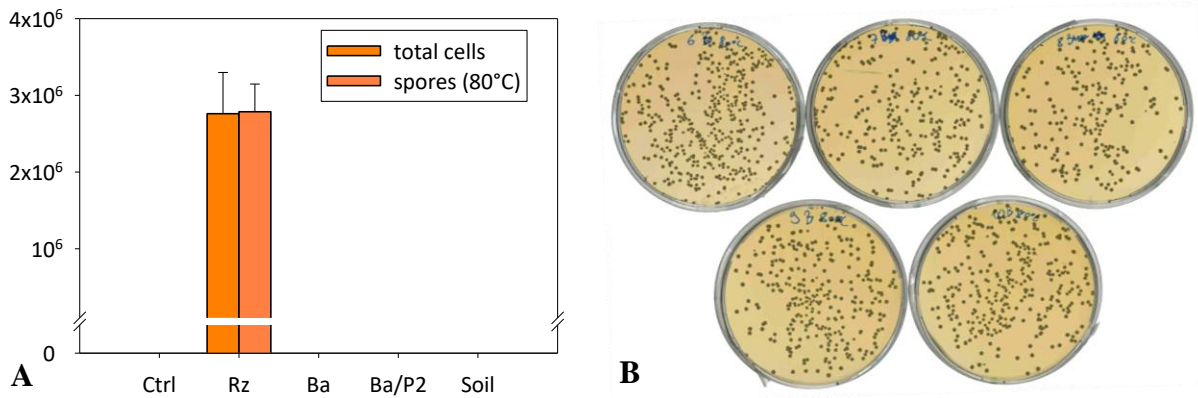 4x10⁶
3x10⁶
2x10⁶
10⁶
0
total cells
spores (80°C)
Ctrl
Rz
Ba
Ba/P2
Soil
A
B